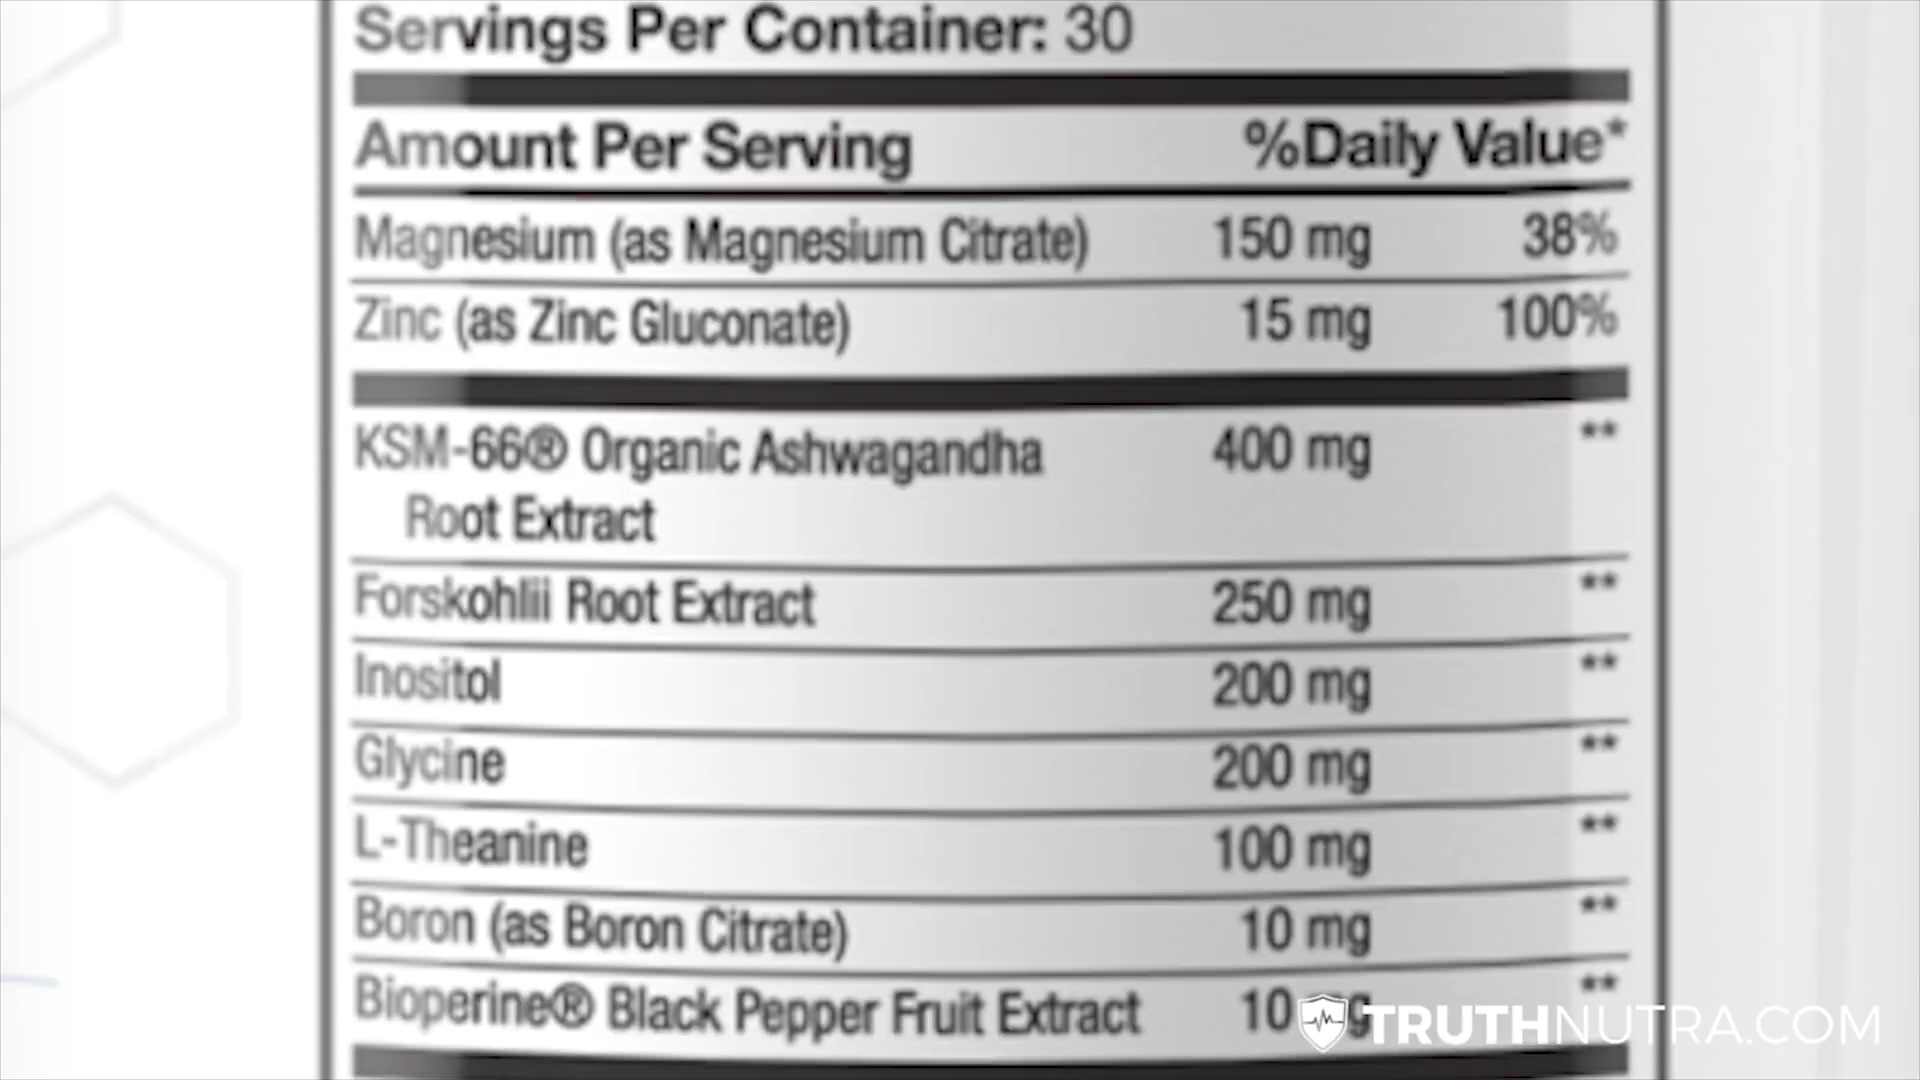 Servings Per Container: 30
Amount Per Serving %Daily Value*
Magnesium (as Magnesium Citrate) 150 mg 38%
Zinc (as Zinc Gluconate) 15 mg 100%
KSM-66® Organic Ashwagandha 400 mg **
Root Extract
Forskohlii Root Extract 250 mg **
Inositol 200 mg **
Glycine 200 mg **
L-Theanine 100 mg **
Boron (as Boron Citrate) 10 mg **
Bioperine® Black Pepper Fruit Extract 10 mg **
TRUTHNUTRA.COM